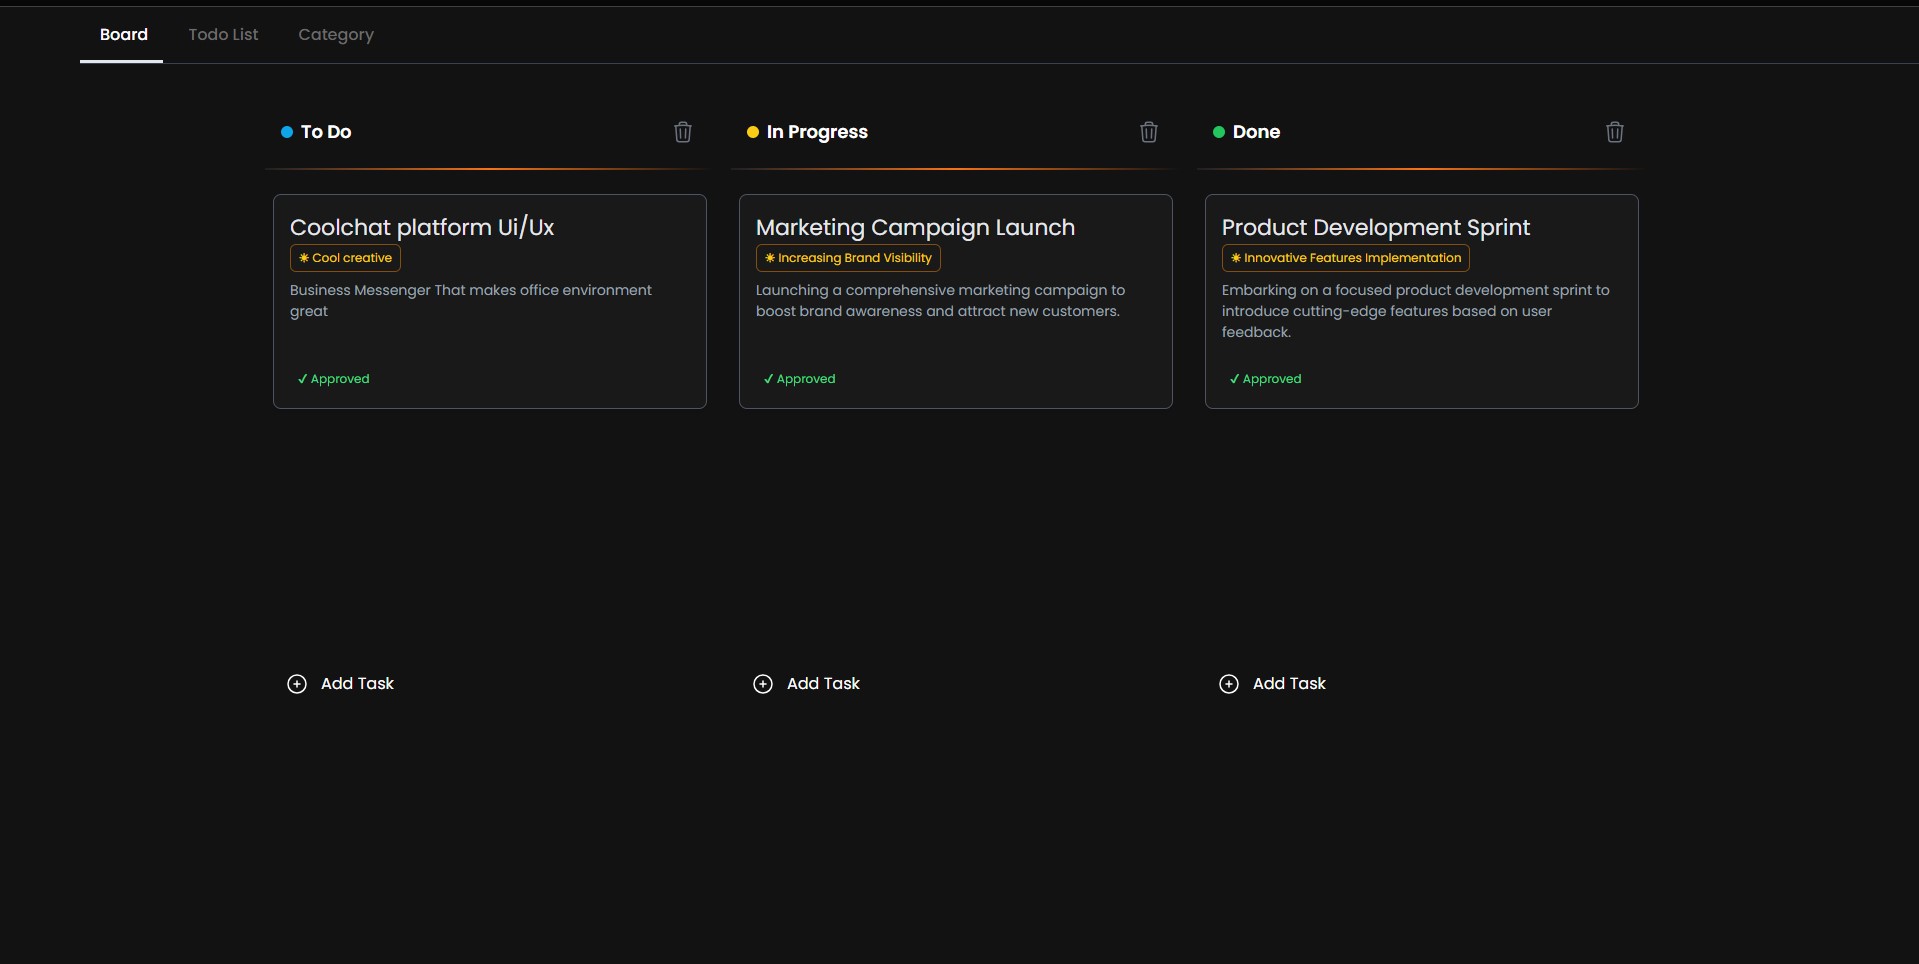 Board Todo List Category
To Do
Coolchat platform Ui/Ux
Cool creative
Business Messenger That makes office environment
great
✓ Approved
Add Task
In Progress
Marketing Campaign Launch
Increasing Brand Visibility
Launching a comprehensive marketing campaign to
boost brand awareness and attract new customers.
✓ Approved
Add Task
Done
Product Development Sprint
Innovative Features Implementation
Embarking on a focused product development sprint to
introduce cutting-edge features based on user
feedback.
✓ Approved
Add Task